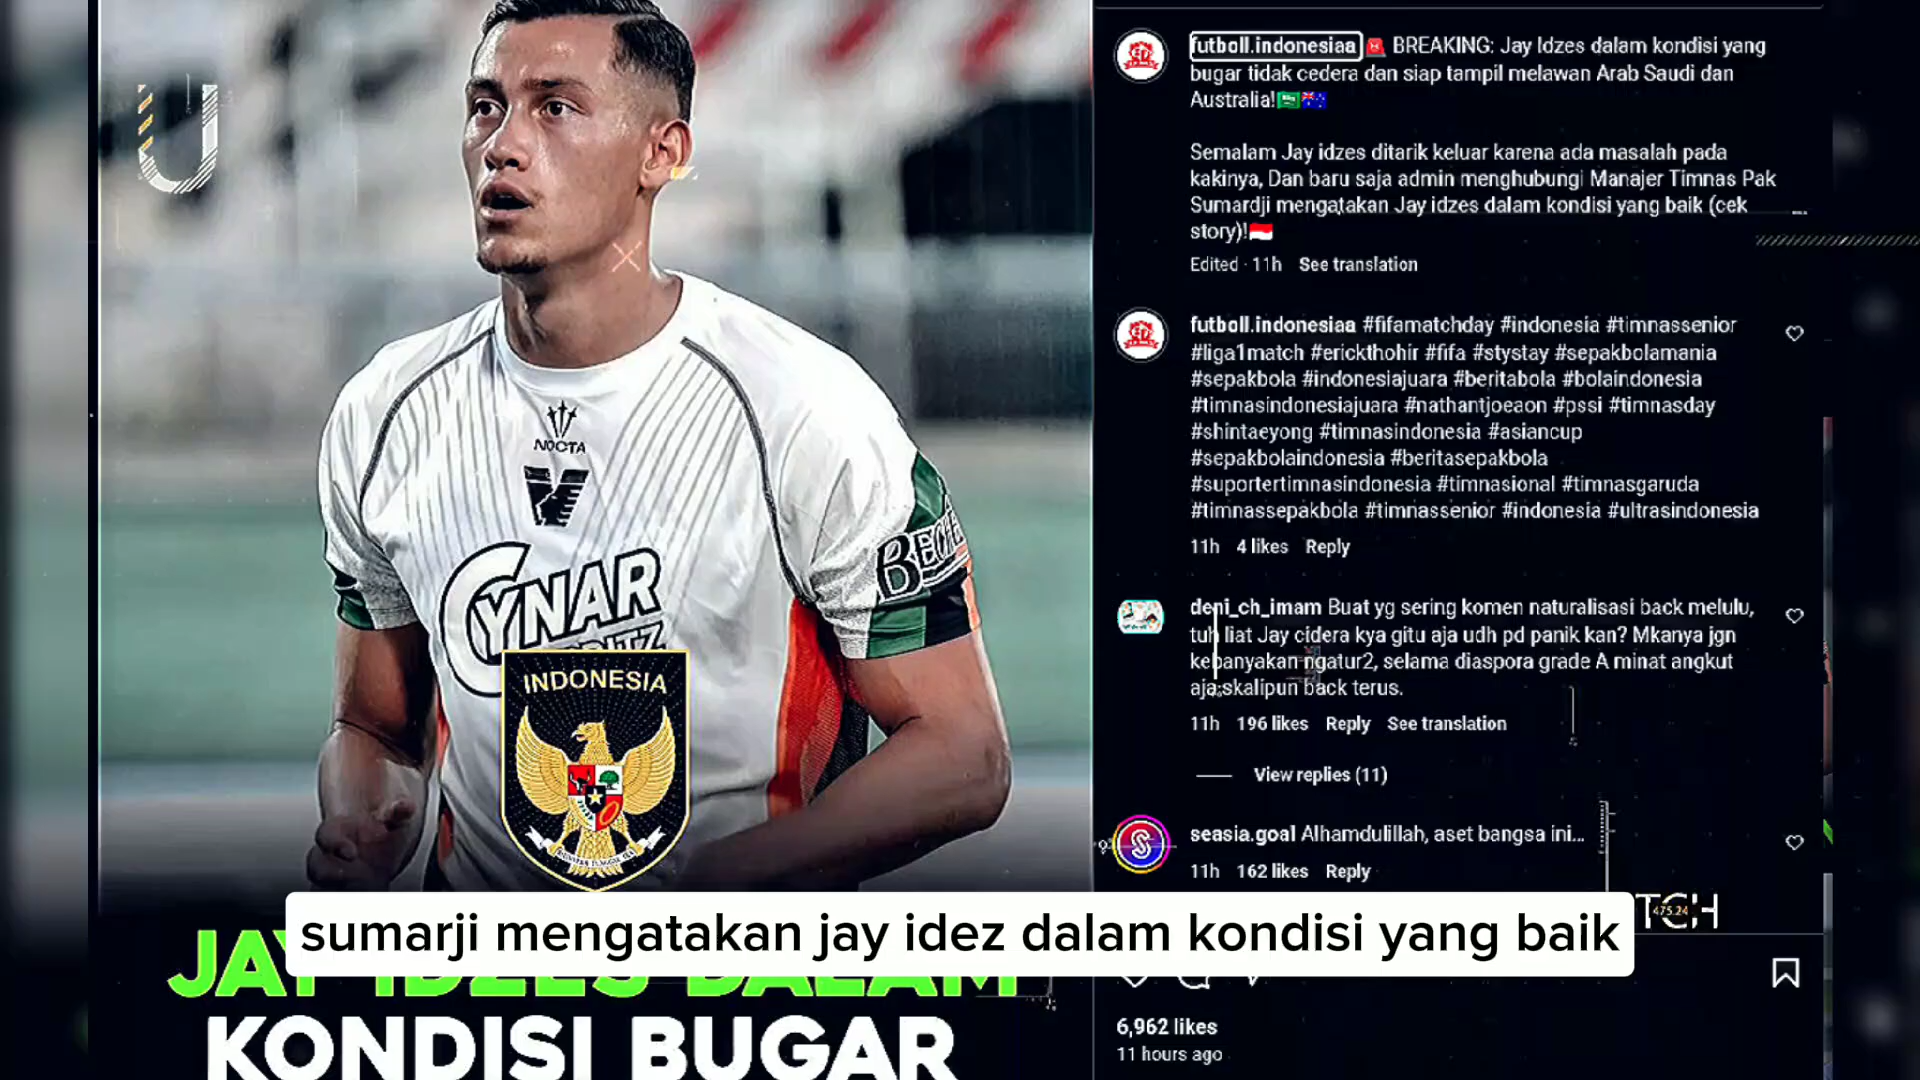 U
NOCTA
CYNAR
INDONESIA
futboll.indonesiaa 🚨 BREAKING: Jay Idzes dalam kondisi yang
bugar tidak cedera dan siap tampil melawan Arab Saudi dan
Australia!🇸🇦🇦🇺
Semalam Jay idzes ditarik keluar karena ada masalah pada
kakinya, Dan baru saja admin menghubungi Manajer Timnas Pak
Sumardji mengatakan Jay idzes dalam kondisi yang baik (cek
story)!🇮🇩
Edited · 11h See translation
futboll.indonesiaa #fifamatchday #indonesia #timnassenior
#liga1match #erickthohir #fifa #stystay #sepakbolamania
#sepakbola #indonesiajuara #beritabola #bolaindonesia
#timnasindonesiajuara #nathantjoeaon #pssi #timnasday
#shintaeyong #timnasindonesia #asiancup
#sepakbolaindonesia #beritasepakbola
#suportertimnasindonesia #timnasional #timnasgaruda
#timnassepakbola #timnassenior #indonesia #ultrasindonesia
11h 4 likes Reply
deni_ch_imam Buat yg sering komen naturalisasi back melulu,
tuh liat Jay cidera kya gitu aja udh pd panik kan? Mkanya jgn
kebanyakan ngatur2, selama diaspora grade A minat angkut
aja skalipun back terus.
11h 196 likes Reply See translation
View replies (11)
seasia.goal Alhamdulillah, aset bangsa ini...
11h 162 likes Reply
475.24
sumarji mengatakan jay idez dalam kondisi yang baik
JAY IDZES DALAM
KONDISI BUGAR
6,962 likes
11 hours ago